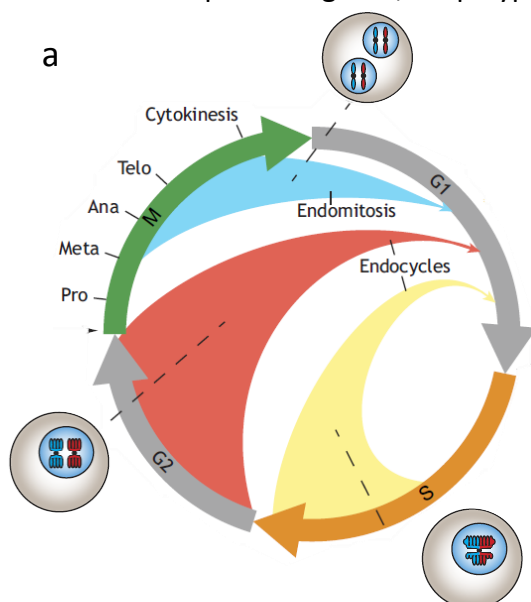 a
Cytokinesis
Telo
Ana
Meta
Pro
M
G1
Endomitosis
Endocycles
G2
S